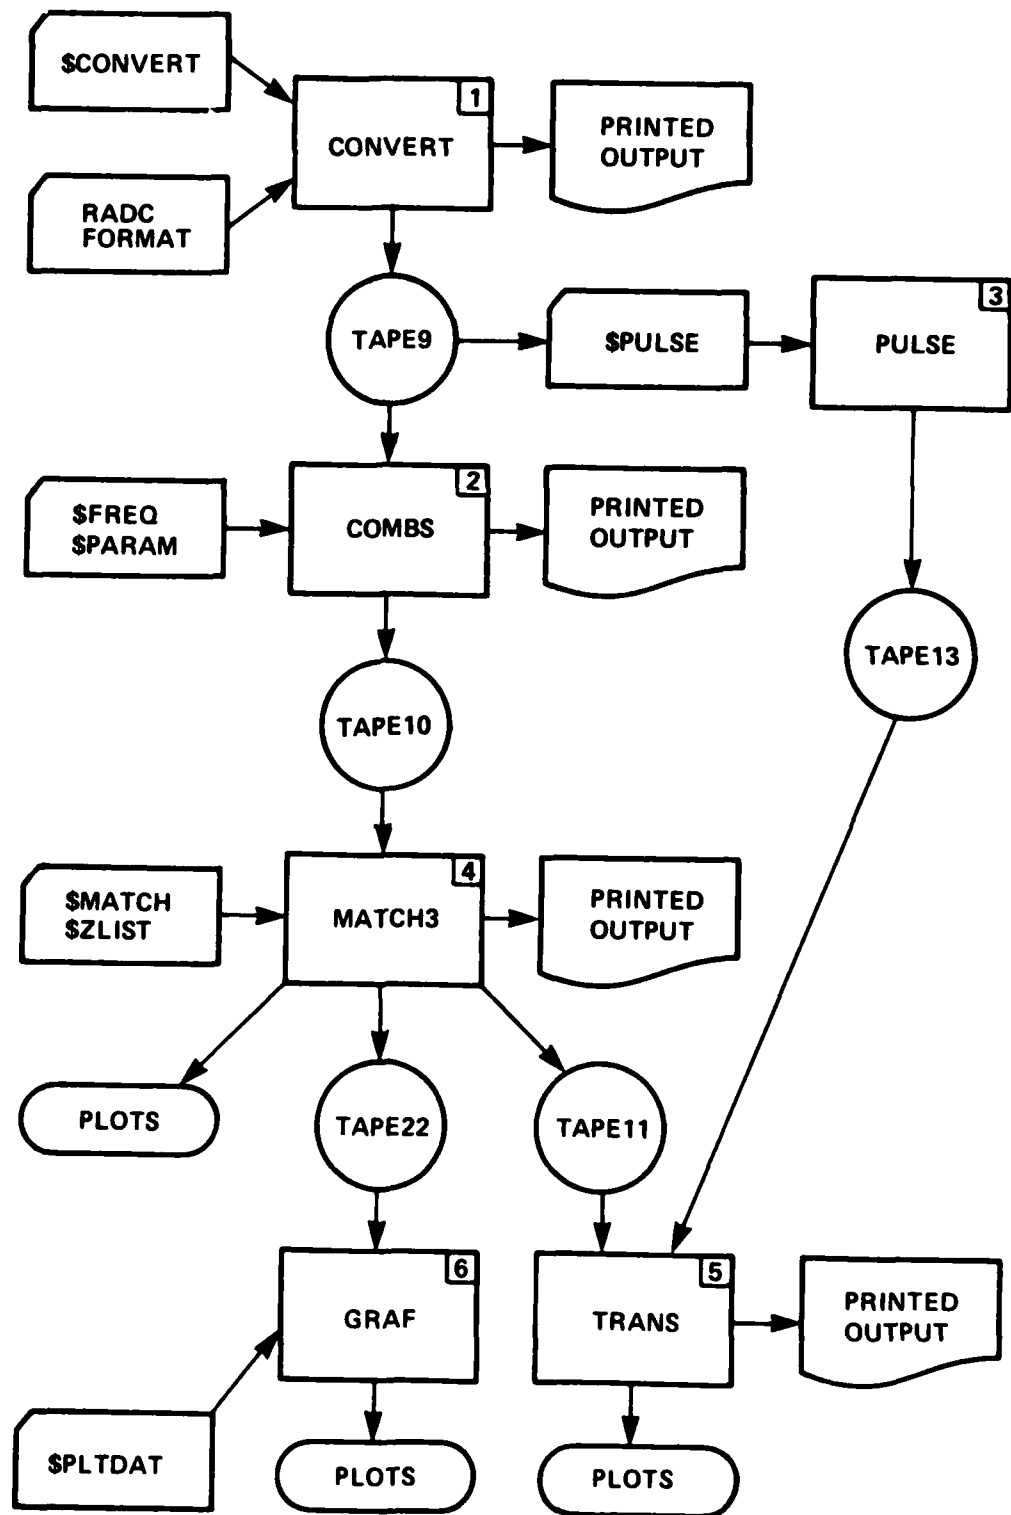 $CONVERT
1
CONVERT
PRINTED
OUTPUT
RADC
FORMAT
TAPE9
$PULSE
3
PULSE
2
COMBS
$FREQ
$PARAM
PRINTED
OUTPUT
TAPE13
TAPE10
4
MATCH3
$MATCH
$ZLIST
PRINTED
OUTPUT
PLOTS
TAPE22
TAPE11
6
GRAF
5
TRANS
PRINTED
OUTPUT
$PLTDAT
PLOTS
PLOTS